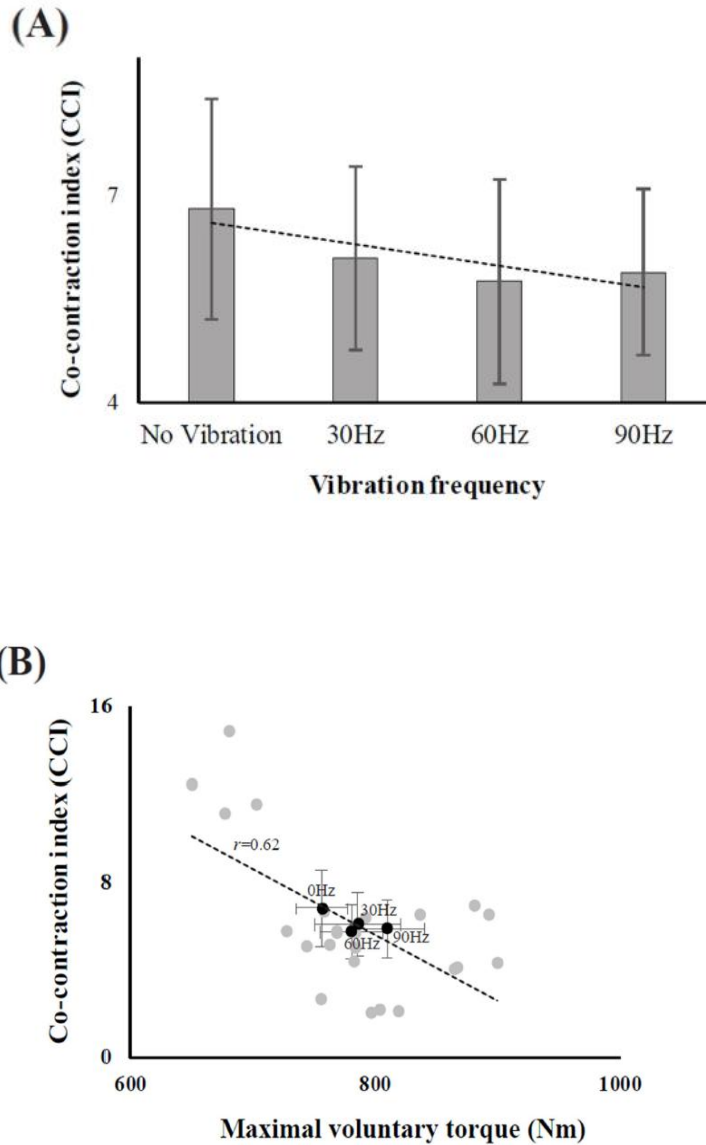 (A)
Co-contraction index (CCI)
7
4
No Vibration 30Hz 60Hz 90Hz
Vibration frequency
(B)
Co-contraction index (CCI)
16
r=0.62
8
0Hz
30Hz
60Hz
90Hz
0
600 800 1000
Maximal voluntary torque (Nm)